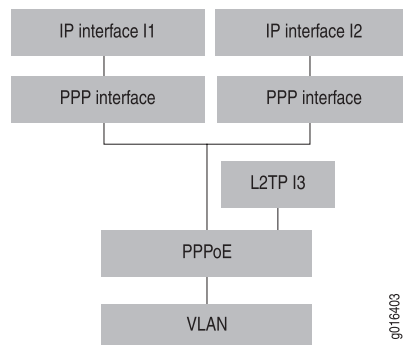 IP interface I1
IP interface I2
PPP interface
PPP interface
L2TP I3
PPPoE
VLAN
g016403